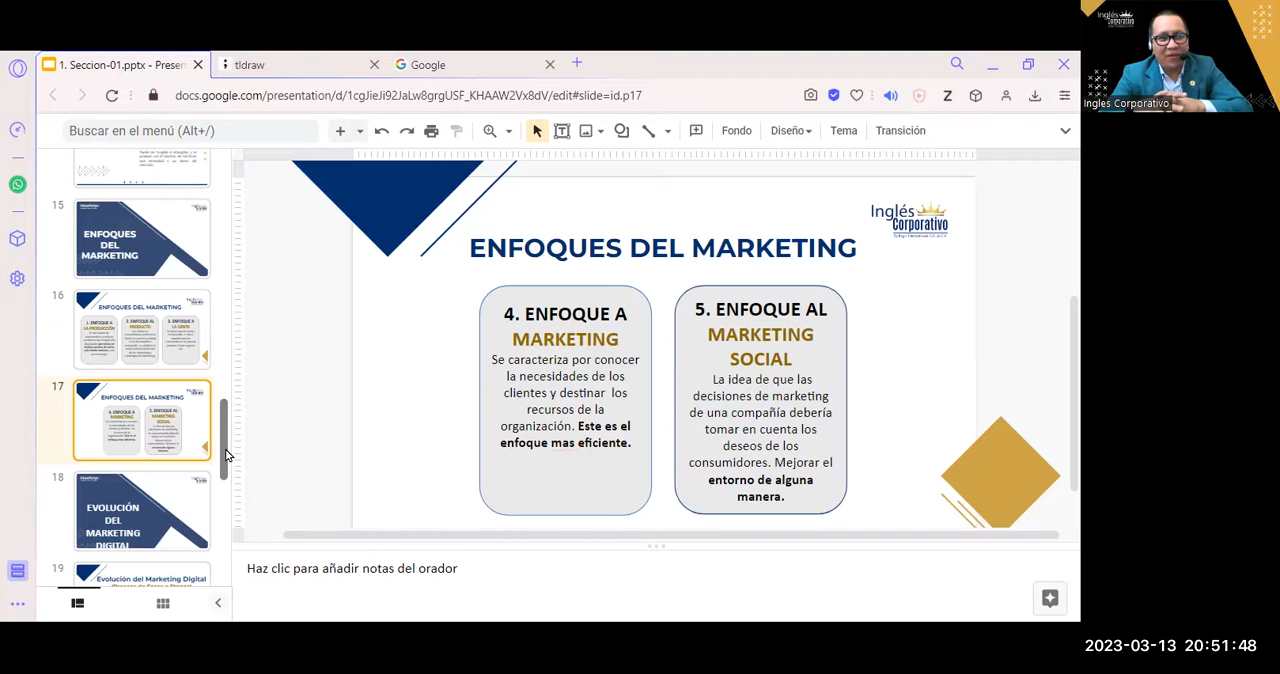 1. Seccion-01.pptx - Presen
tldraw
Google
docs.google.com/presentation/d/1cgJieJi92lUw8grgUSF_KHAAW2Vx8dV/edit#slide=id.p17
Buscar en el menú (Alt+/)
Fondo
Diseño
Tema
Transición
15
ENFOQUES
DEL
MARKETING
16
ENFOQUES DEL MARKETING
17
ENFOQUES DEL MARKETING
18
EVOLUCIÓN
DEL
MARKETING
DIGITAL
19
Evolución del Marketing Digital
Inglés
Corporativo
ENFOQUES DEL MARKETING
4. ENFOQUE A
MARKETING
Se caracteriza por conocer
la necesidades de los
clientes y destinar los
recursos de la
organización. Este es el
enfoque mas eficiente.
5. ENFOQUE AL
MARKETING
SOCIAL
La idea de que las
decisiones de marketing
de una compañía debería
tomar en cuenta los
deseos de los
consumidores. Mejorar el
entorno de alguna
manera.
Haz clic para añadir notas del orador
Inglés
Corporativo
Ingles Corporativo
2023-03-13 20:51:48